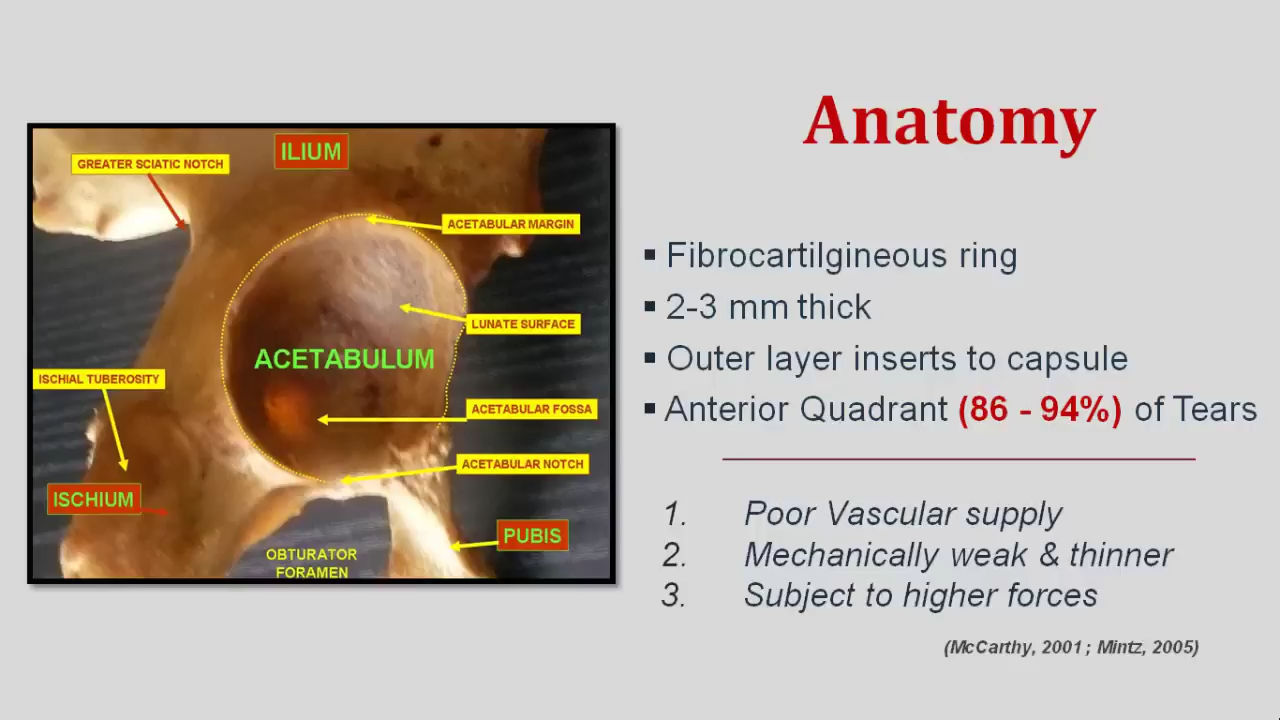 Anatomy
ILIUM
GREATER SCIATIC NOTCH
ACETABULAR MARGIN
LUNATE SURFACE
ACETABULUM
ISCHIAL TUBEROSITY
ACETABULAR FOSSA
ACETABULAR NOTCH
ISCHIUM
PUBIS
OBTURATOR
FORAMEN
▪ Fibrocartilgineous ring
▪ 2-3 mm thick
▪ Outer layer inserts to capsule
▪ Anterior Quadrant (86 - 94%) of Tears
1. Poor Vascular supply
2. Mechanically weak & thinner
3. Subject to higher forces
(McCarthy, 2001 ; Mintz, 2005)